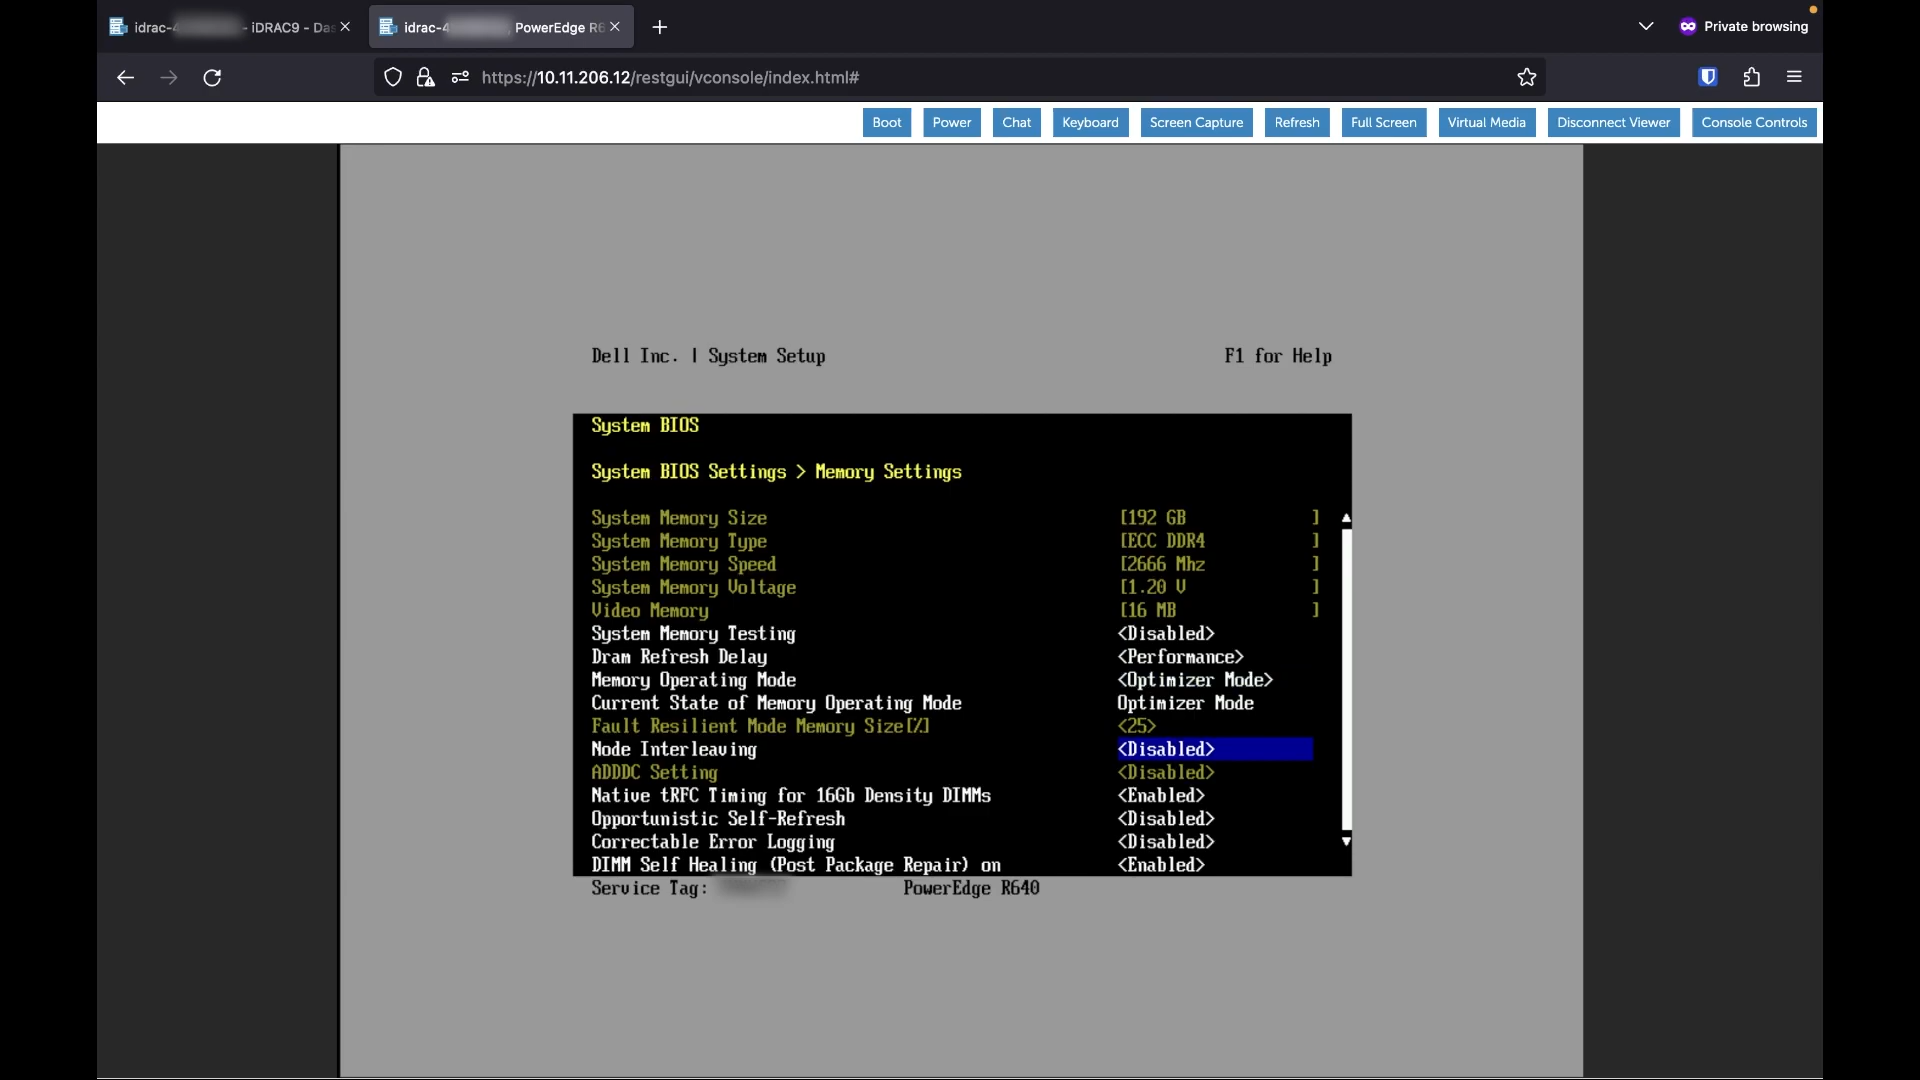 idrac-4 - iDRAC9 - Das
idrac-4 PowerEdge R6
Private browsing
https://10.11.206.12/restgui/vconsole/index.html#
Boot Power Chat Keyboard Screen Capture Refresh Full Screen Virtual Media Disconnect Viewer Console Controls
Dell Inc. | System Setup F1 for Help
System BIOS
System BIOS Settings > Memory Settings
System Memory Size [192 GB ]
System Memory Type [ECC DDR4 ]
System Memory Speed [2666 Mhz ]
System Memory Voltage [1.20 V ]
Video Memory [16 MB ]
System Memory Testing <Disabled>
Dram Refresh Delay <Performance>
Memory Operating Mode <Optimizer Mode>
Current State of Memory Operating Mode Optimizer Mode
Fault Resilient Mode Memory Size[%] <25>
Node Interleaving <Disabled>
ADDDC Setting <Disabled>
Native tRFC Timing for 16Gb Density DIMMs <Enabled>
Opportunistic Self-Refresh <Disabled>
Correctable Error Logging <Disabled>
DIMM Self Healing (Post Package Repair) on <Enabled>
Service Tag: PowerEdge R640